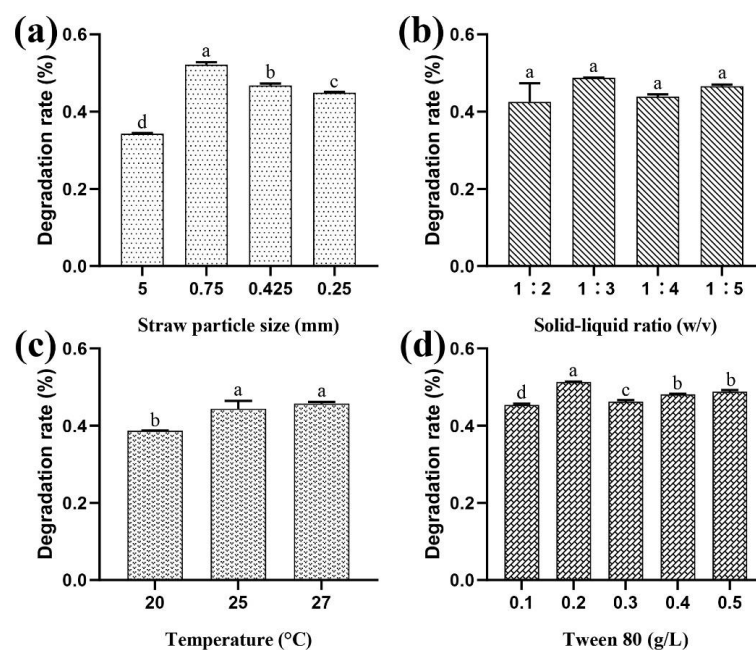 (a)
Degradation rate (%)
0.6
0.4
0.2
0.0
d
a
b
c
5 0.75 0.425 0.25
Straw particle size (mm)
(b)
Degradation rate (%)
0.6
0.4
0.2
0.0
a
a
a
a
1：2 1：3 1：4 1：5
Solid-liquid ratio (w/v)
(c)
Degradation rate (%)
0.6
0.4
0.2
0.0
b
a
a
20 25 27
Temperature (°C)
(d)
Degradation rate (%)
0.6
0.4
0.2
0.0
d
a
c
b
b
0.1 0.2 0.3 0.4 0.5
Tween 80 (g/L)